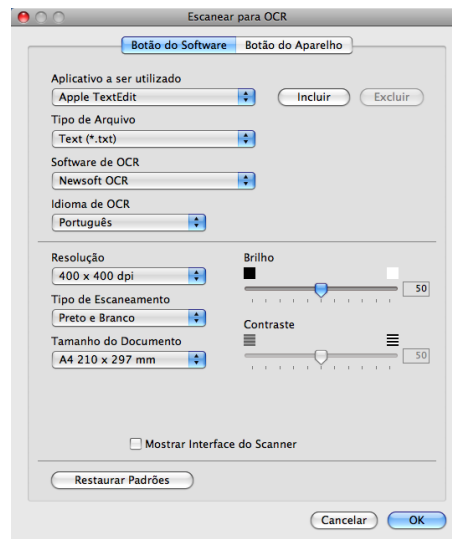 Escanear para OCR
Botão do Software Botão do Aparelho
Aplicativo a ser utilizado
Apple TextEdit Incluir Excluir
Tipo de Arquivo
Text (*.txt)
Software de OCR
Newsoft OCR
Idioma de OCR
Português
Resolução Brilho
400 x 400 dpi 50
Tipo de Escaneamento
Preto e Branco Contraste
Tamanho do Documento
A4 210 x 297 mm 50
Mostrar Interface do Scanner
Restaurar Padrões
Cancelar OK